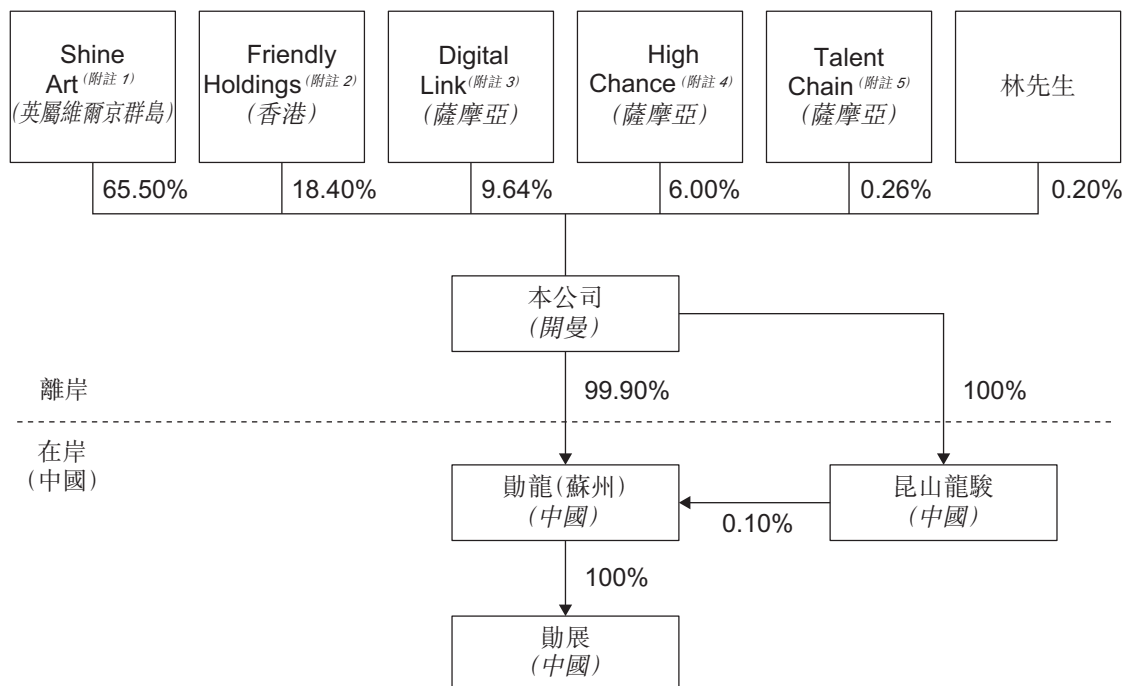 Shine
Art (附註 1)
(英屬維爾京群島)
Friendly
Holdings (附註 2)
(香港)
Digital
Link (附註 3)
(薩摩亞)
High
Chance (附註 4)
(薩摩亞)
Talent
Chain (附註 5)
(薩摩亞)
林先生
65.50%
18.40%
9.64%
6.00%
0.26%
0.20%
本公司
(開曼)
離岸
99.90%
100%
在岸
(中國)
勛龍(蘇州)
(中國)
0.10%
昆山龍駿
(中國)
100%
勛展
(中國)